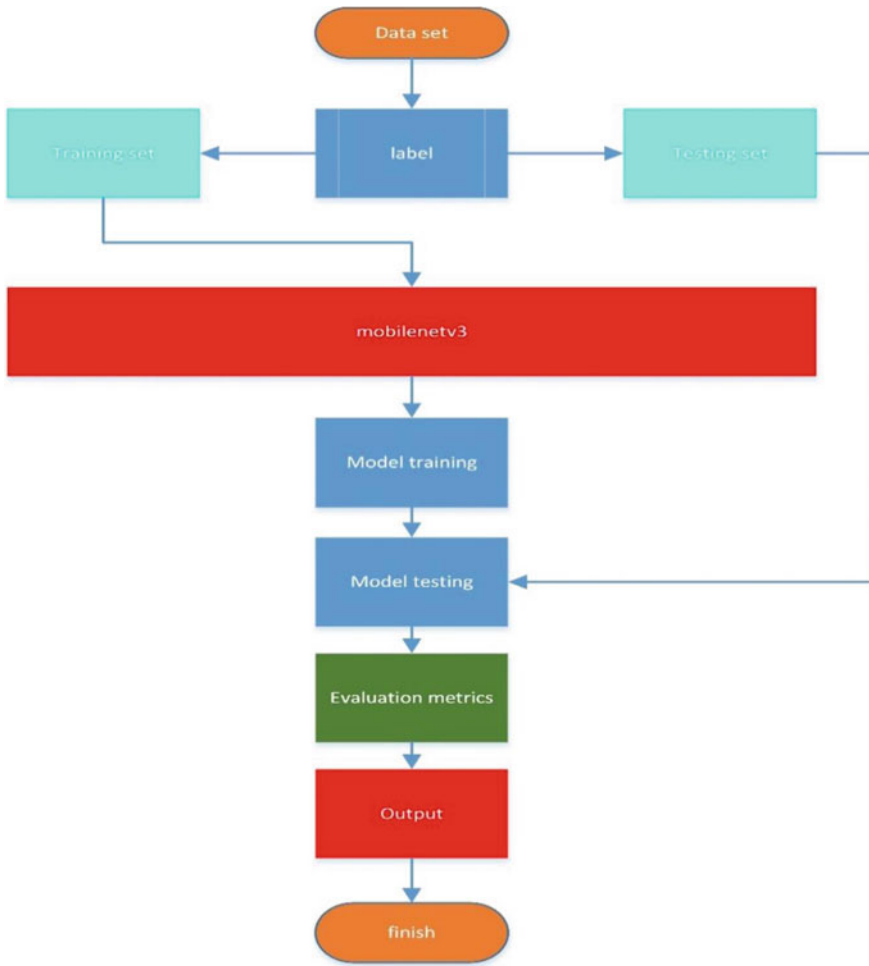 Data set
Training set
label
Testing set
mobilenetv3
Model training
Model testing
Evaluation metrics
Output
finish